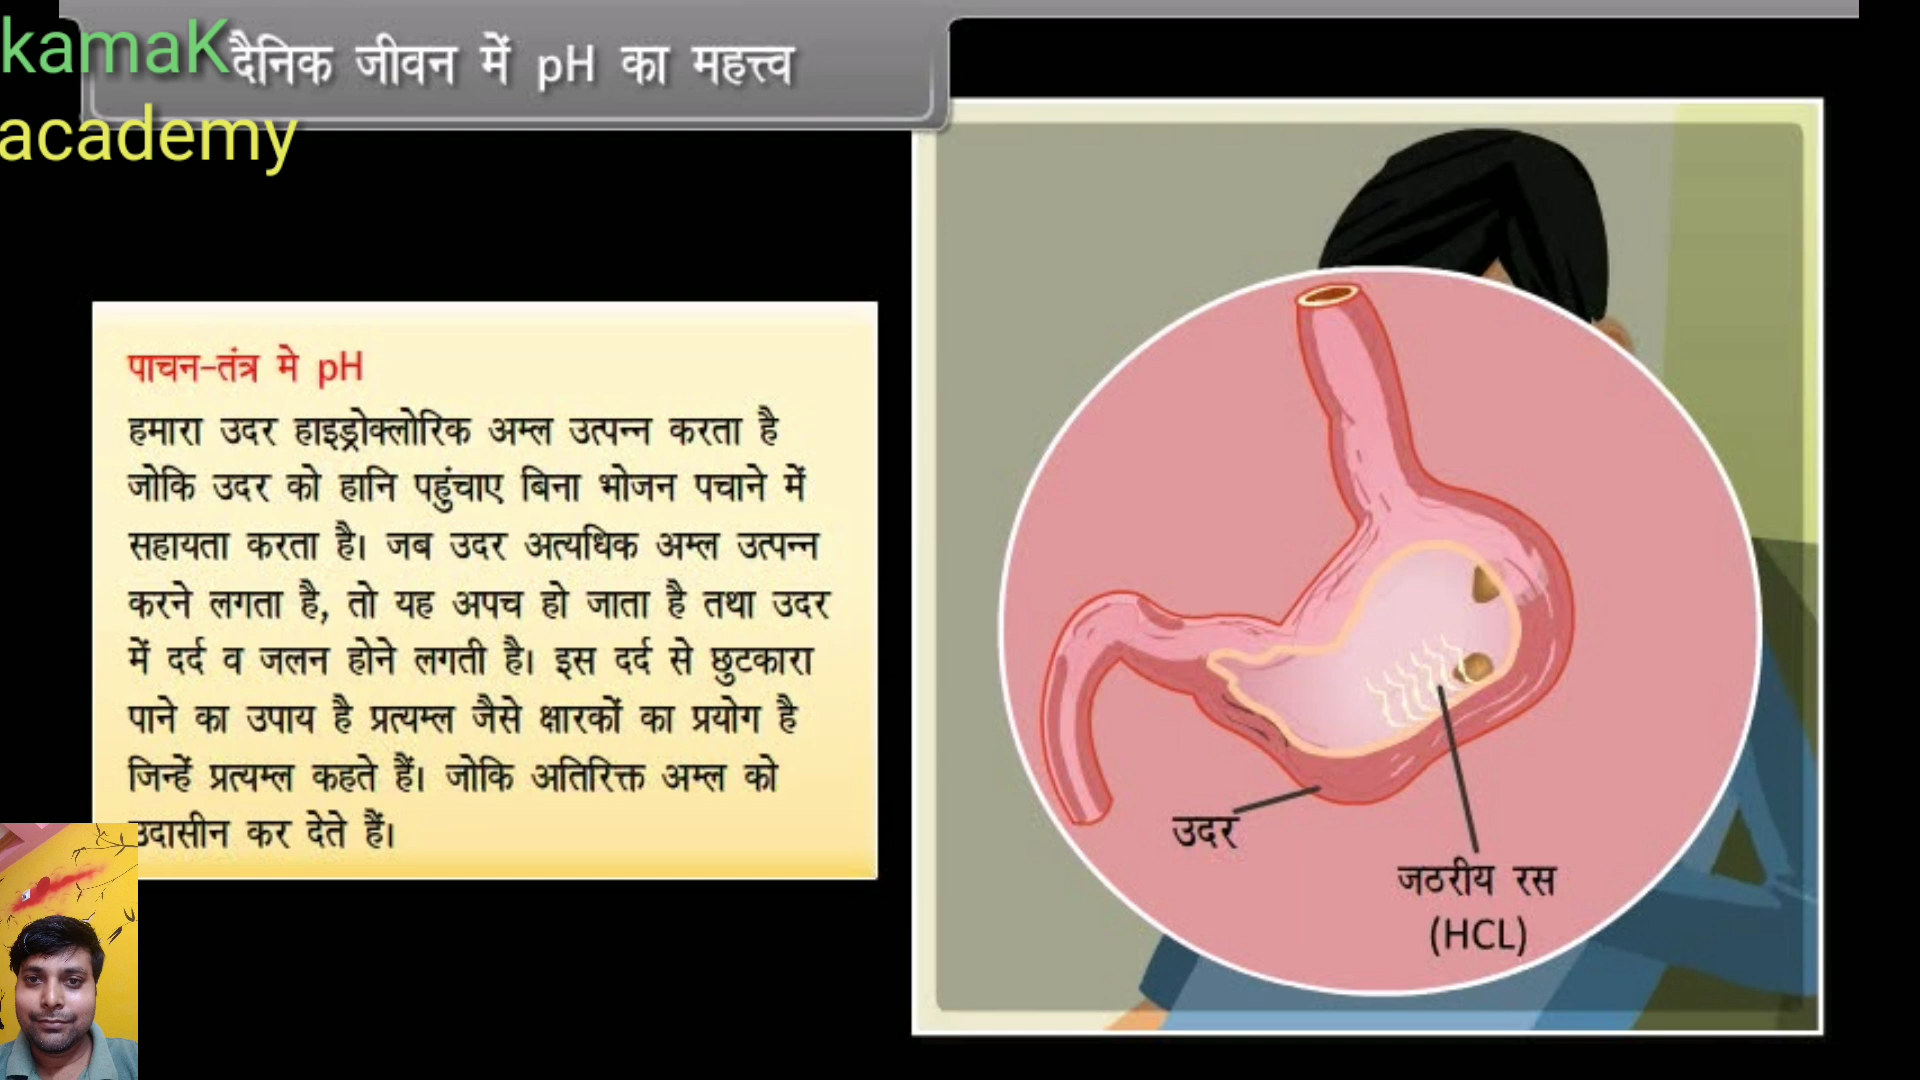 kamaK
academy
दैनिक जीवन में pH का महत्त्व
पाचन-तंत्र मे pH
हमारा उदर हाइड्रोक्लोरिक अम्ल उत्पन्न करता है
जोकि उदर को हानि पहुंचाए बिना भोजन पचाने में
सहायता करता है। जब उदर अत्यधिक अम्ल उत्पन्न
करने लगता है, तो यह अपच हो जाता है तथा उदर
में दर्द व जलन होने लगती है। इस दर्द से छुटकारा
पाने का उपाय है प्रत्यम्ल जैसे क्षारकों का प्रयोग है
जिन्हें प्रत्यम्ल कहते हैं। जोकि अतिरिक्त अम्ल को
उदासीन कर देते हैं।
उदर
जठरीय रस
(HCL)